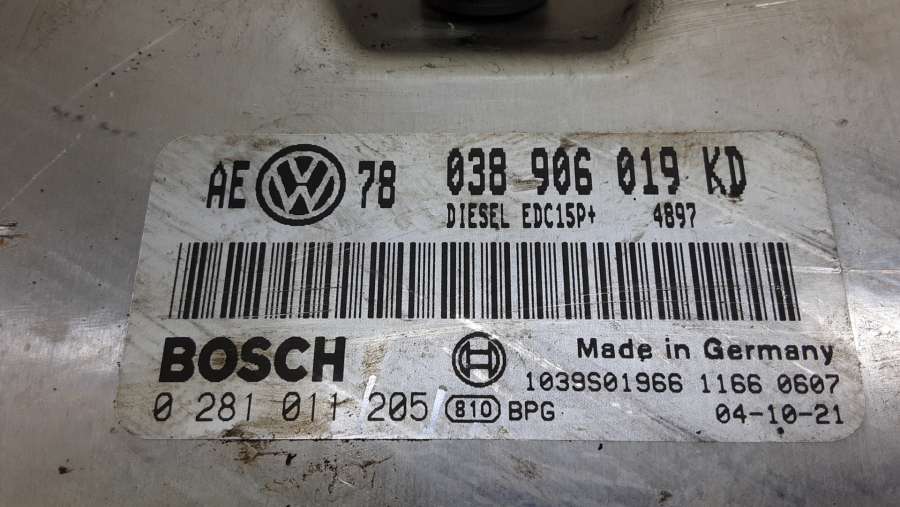 AE VW 78 038 906 019 KD
DIESEL EDC15P+ 4897
BOSCH Made in Germany
1039S01966 1166 0607
0 281 011 205 810 BPG 04-10-21